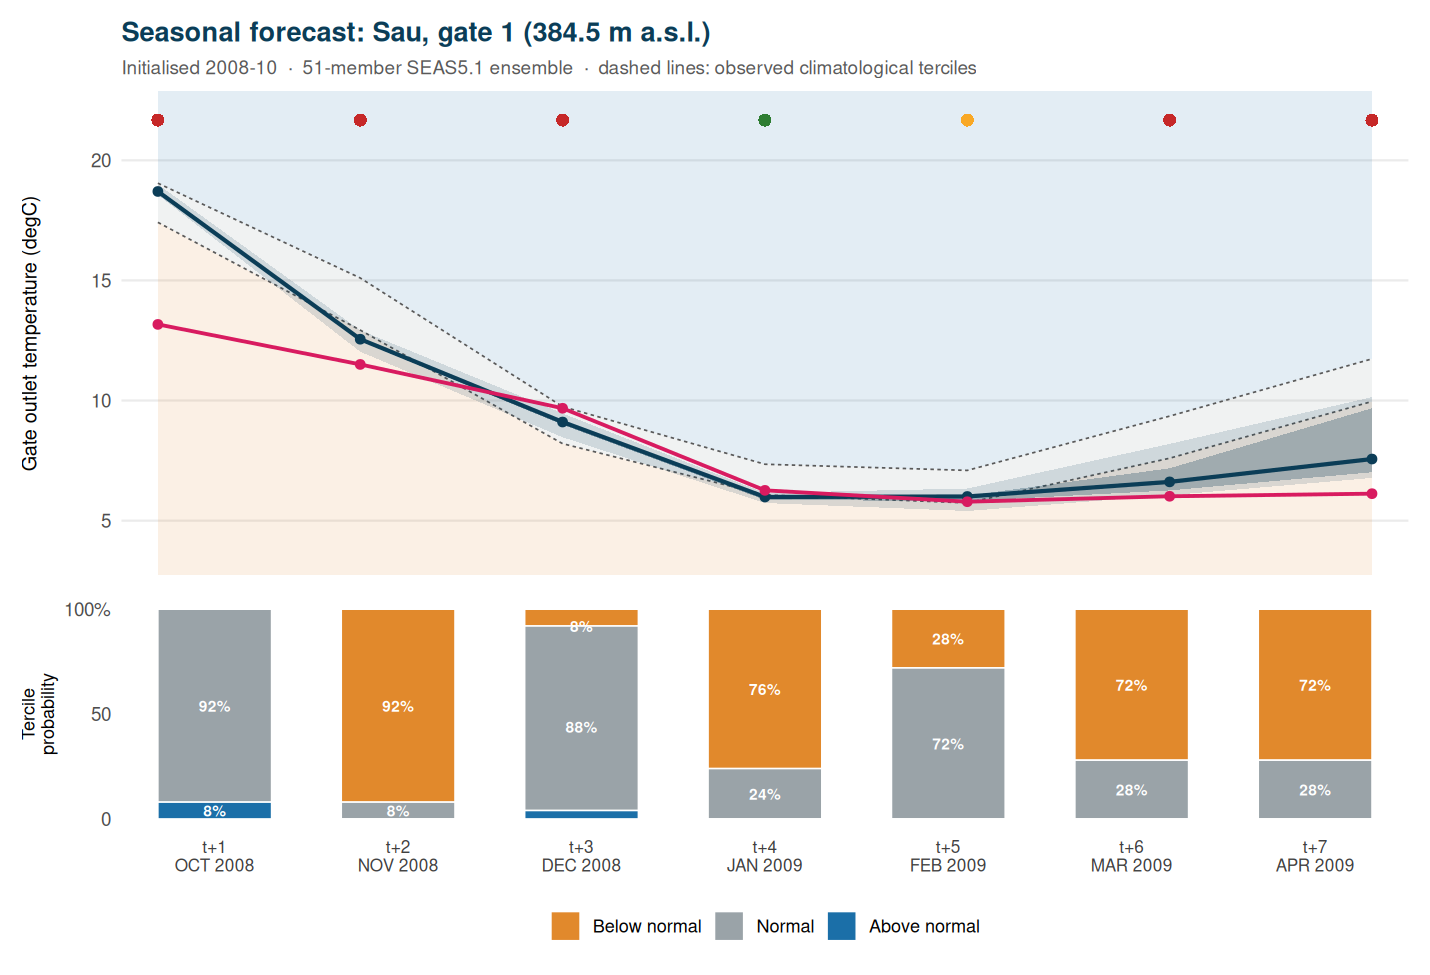 Seasonal forecast: Sau, gate 1 (384.5 m a.s.l.)
Initialised 2008-10 · 51-member SEAS5.1 ensemble · dashed lines: observed climatological terciles
Gate outlet temperature (degC)
20
15
10
5
Tercile
probability
100%
50
0
92%
8%
92%
8%
8%
88%
76%
24%
28%
72%
72%
28%
72%
28%
t+1
OCT 2008
t+2
NOV 2008
t+3
DEC 2008
t+4
JAN 2009
t+5
FEB 2009
t+6
MAR 2009
t+7
APR 2009
Below normal
Normal
Above normal